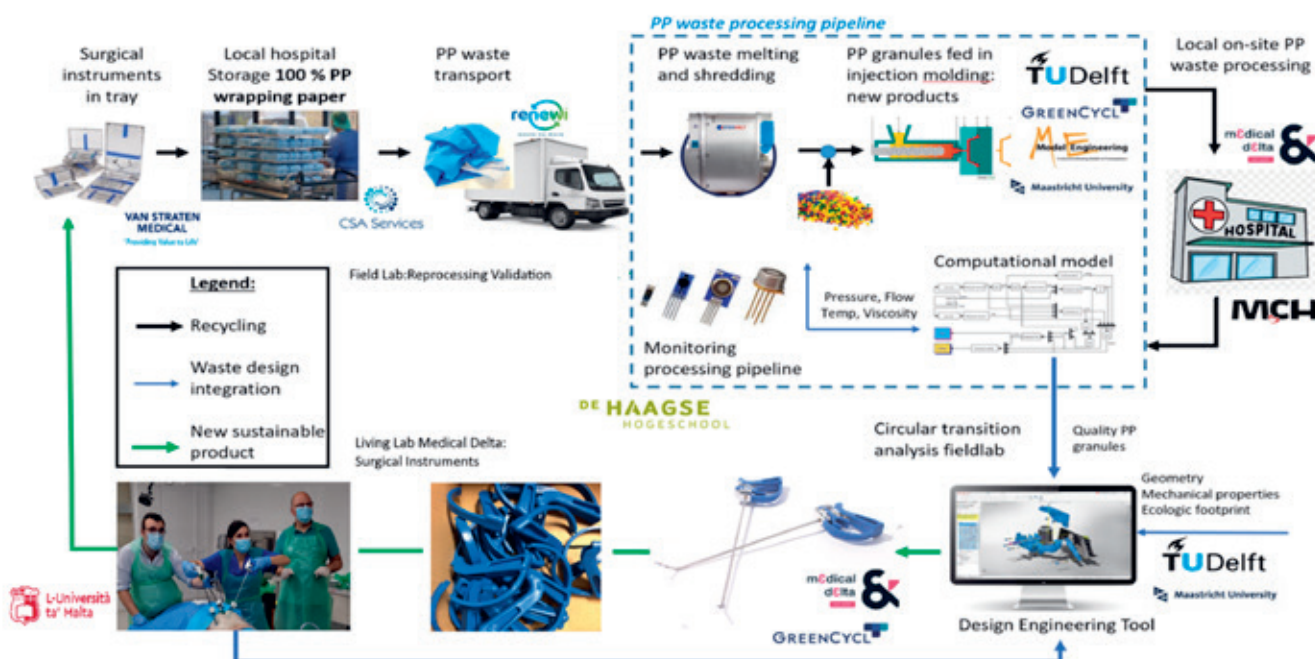 PP waste processing pipeline
Surgical
instruments
in tray
Local hospital
Storage 100 % PP
wrapping paper
PP waste
transport
PP waste melting
and shredding
PP granules fed in
injection molding:
new products
Local on-site PP
waste processing
renewi
TUDelft
GREENCYCL
ME
Model Engineering
Maastricht University
medical
delta
&
VAN STRATEN
MEDICAL
'Providing Value to Life'
CSA Services
HOSPITAL
MCH
Legend:
Recycling
Waste design
integration
New sustainable
product
Field Lab:Reprocessing Validation
Pressure, Flow
Temp, Viscosity
Computational model
Monitoring
processing pipeline
DE HAAGSE
HOGESCHOOL
Living Lab Medical Delta:
Surgical Instruments
Circular transition
analysis fieldlab
Quality PP
granules
Geometry
Mechanical properties
Ecologic footprint
TUDelft
Maastricht University
L-Università
ta' Malta
medical
delta
&
GREENCYCL
Design Engineering Tool